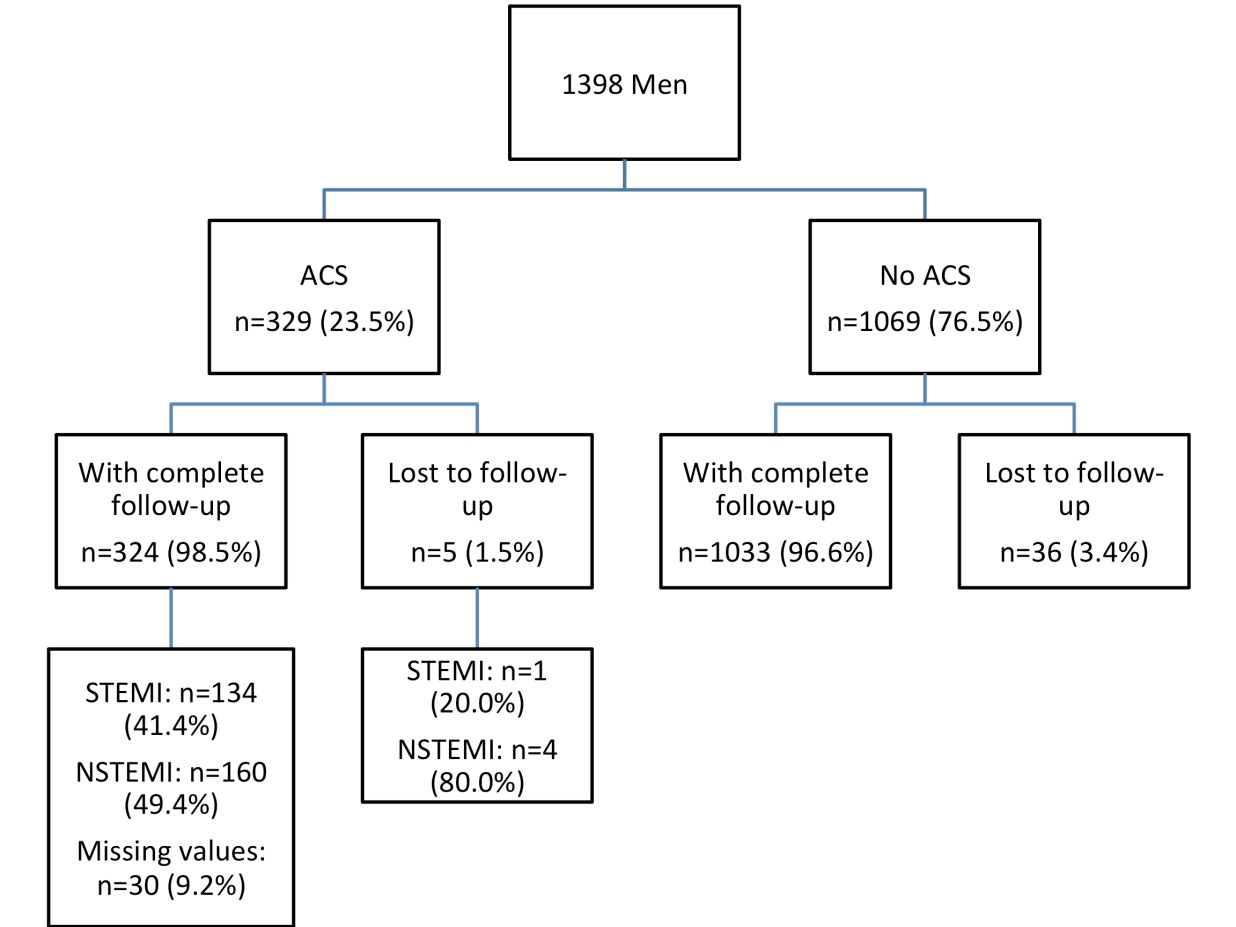 1398 Men
ACS
n=329 (23.5%)
No ACS
n=1069 (76.5%)
With complete
follow-up
n=324 (98.5%)
Lost to follow-
up
n=5 (1.5%)
With complete
follow-up
n=1033 (96.6%)
Lost to follow-
up
n=36 (3.4%)
STEMI: n=134
(41.4%)
NSTEMI: n=160
(49.4%)
Missing values:
n=30 (9.2%)
STEMI: n=1
(20.0%)
NSTEMI: n=4
(80.0%)